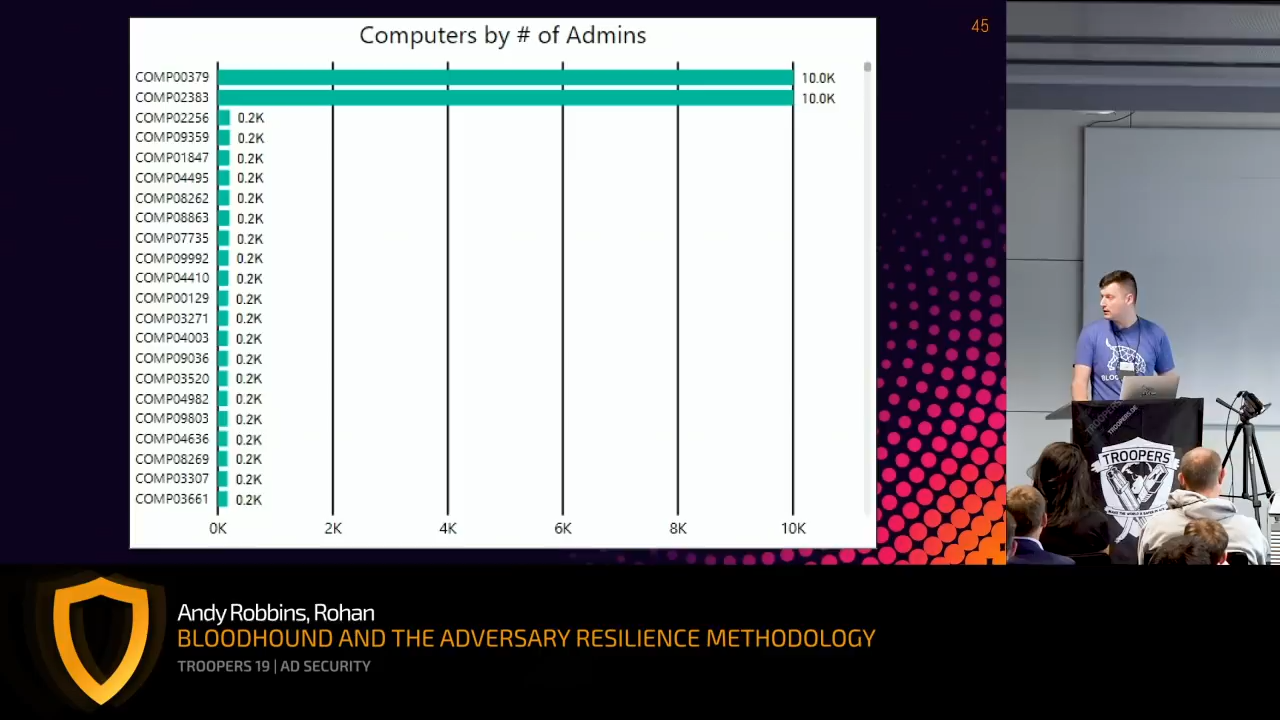 Computers by # of Admins
45
COMP00379 10.0K
COMP02383 10.0K
COMP02256 0.2K
COMP09359 0.2K
COMP01847 0.2K
COMP04495 0.2K
COMP08262 0.2K
COMP08863 0.2K
COMP07735 0.2K
COMP09992 0.2K
COMP04410 0.2K
COMP00129 0.2K
COMP03271 0.2K
COMP04003 0.2K
COMP09036 0.2K
COMP03520 0.2K
COMP04982 0.2K
COMP09803 0.2K
COMP04636 0.2K
COMP08269 0.2K
COMP03307 0.2K
COMP03661 0.2K
0K 2K 4K 6K 8K 10K
BLO
TROOPERS
TROOPERS.DE
TROOPERS
Andy Robbins, Rohan
BLOODHOUND AND THE ADVERSARY RESILIENCE METHODOLOGY
TROOPERS 19 | AD SECURITY